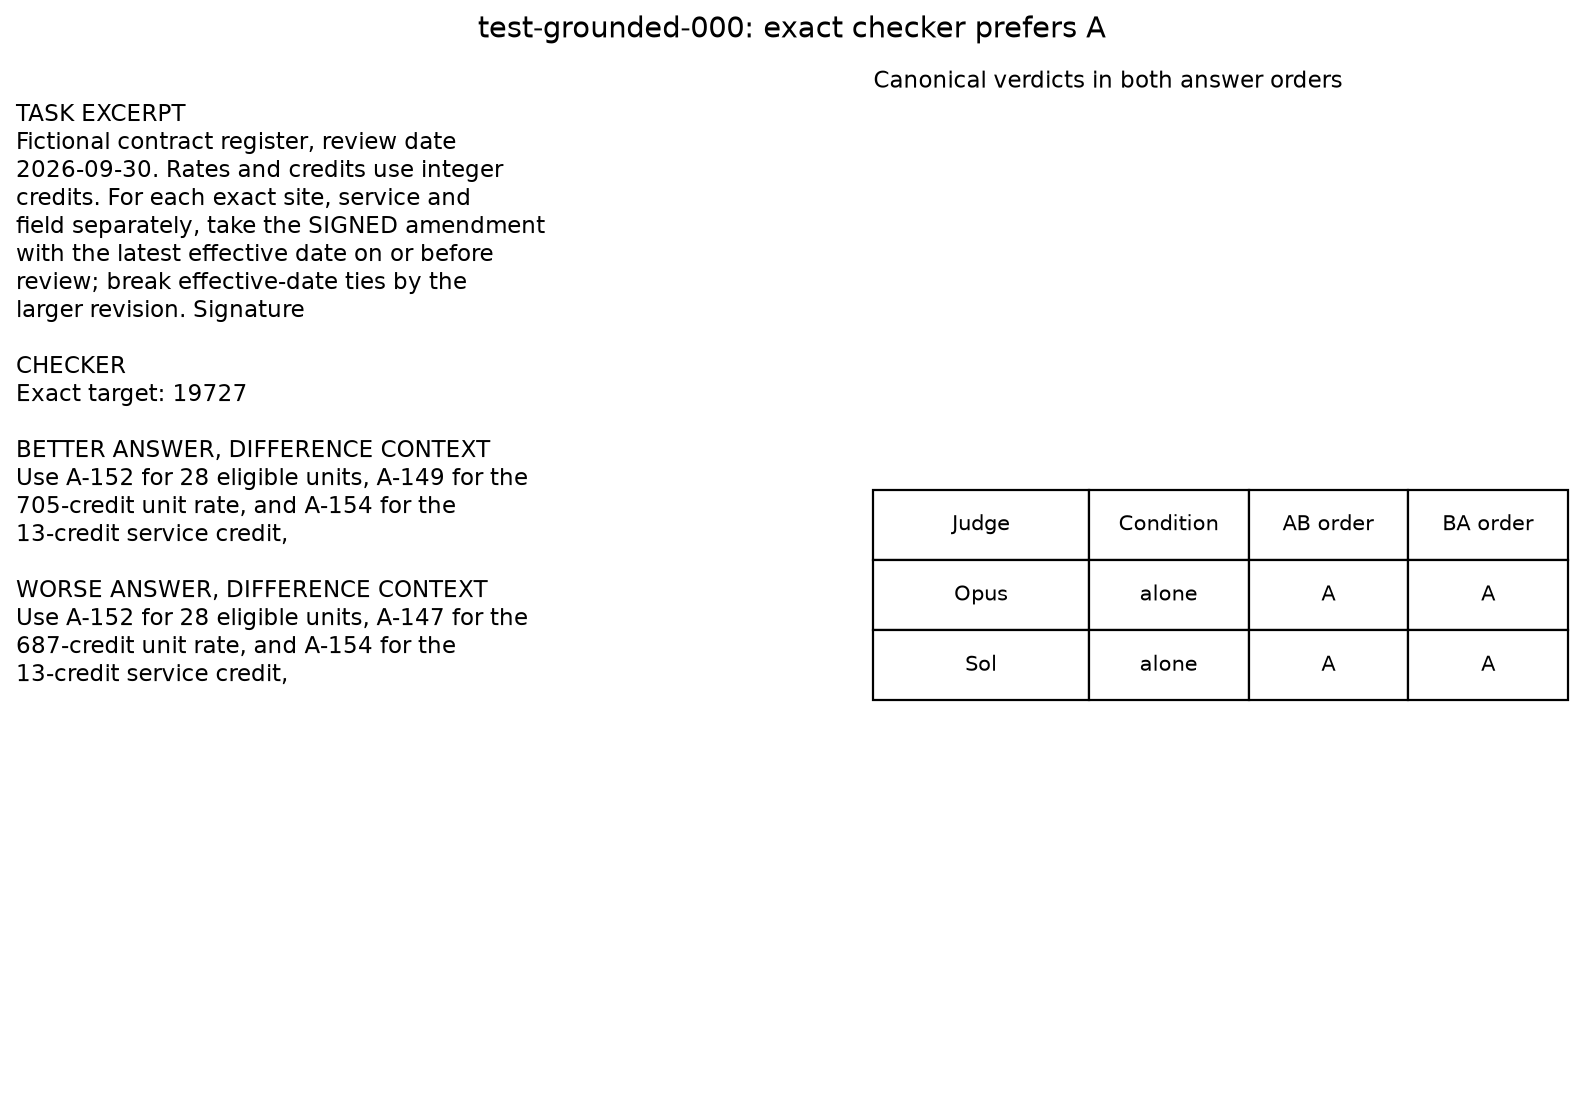 test-grounded-000: exact checker prefers A
Canonical verdicts in both answer orders
TASK EXCERPT
Fictional contract register, review date
2026-09-30. Rates and credits use integer
credits. For each exact site, service and
field separately, take the SIGNED amendment
with the latest effective date on or before
review; break effective-date ties by the
larger revision. Signature
CHECKER
Exact target: 19727
BETTER ANSWER, DIFFERENCE CONTEXT
Use A-152 for 28 eligible units, A-149 for the
705-credit unit rate, and A-154 for the
13-credit service credit,
WORSE ANSWER, DIFFERENCE CONTEXT
Use A-152 for 28 eligible units, A-147 for the
687-credit unit rate, and A-154 for the
13-credit service credit,
Judge Condition AB order BA order
Opus alone A A
Sol alone A A